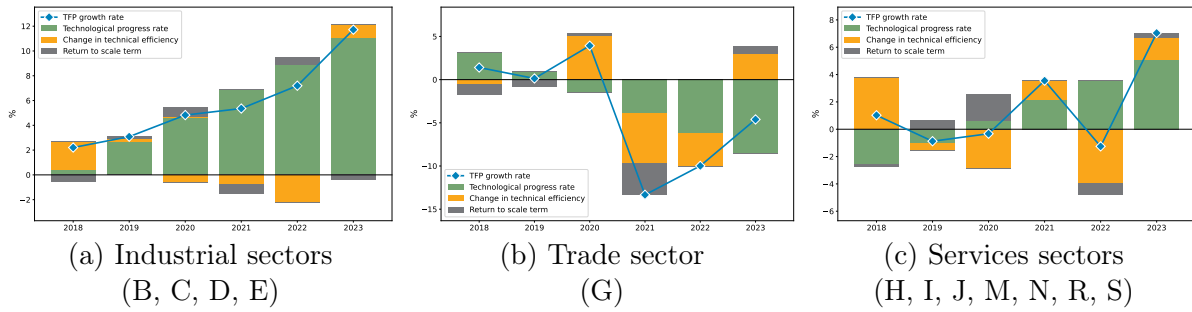 12
10
8
6
4
2
0
−2
%
TFP growth rate
Technological progress rate
Change in technical efficiency
Return to scale term
2018 2019 2020 2021 2022 2023
(a) Industrial sectors
(B, C, D, E)
5
0
−5
−10
−15
%
TFP growth rate
Technological progress rate
Change in technical efficiency
Return to scale term
2018 2019 2020 2021 2022 2023
(b) Trade sector
(G)
8
6
4
2
0
−2
−4
−6
%
TFP growth rate
Technological progress rate
Change in technical efficiency
Return to scale term
2018 2019 2020 2021 2022 2023
(c) Services sectors
(H, I, J, M, N, R, S)